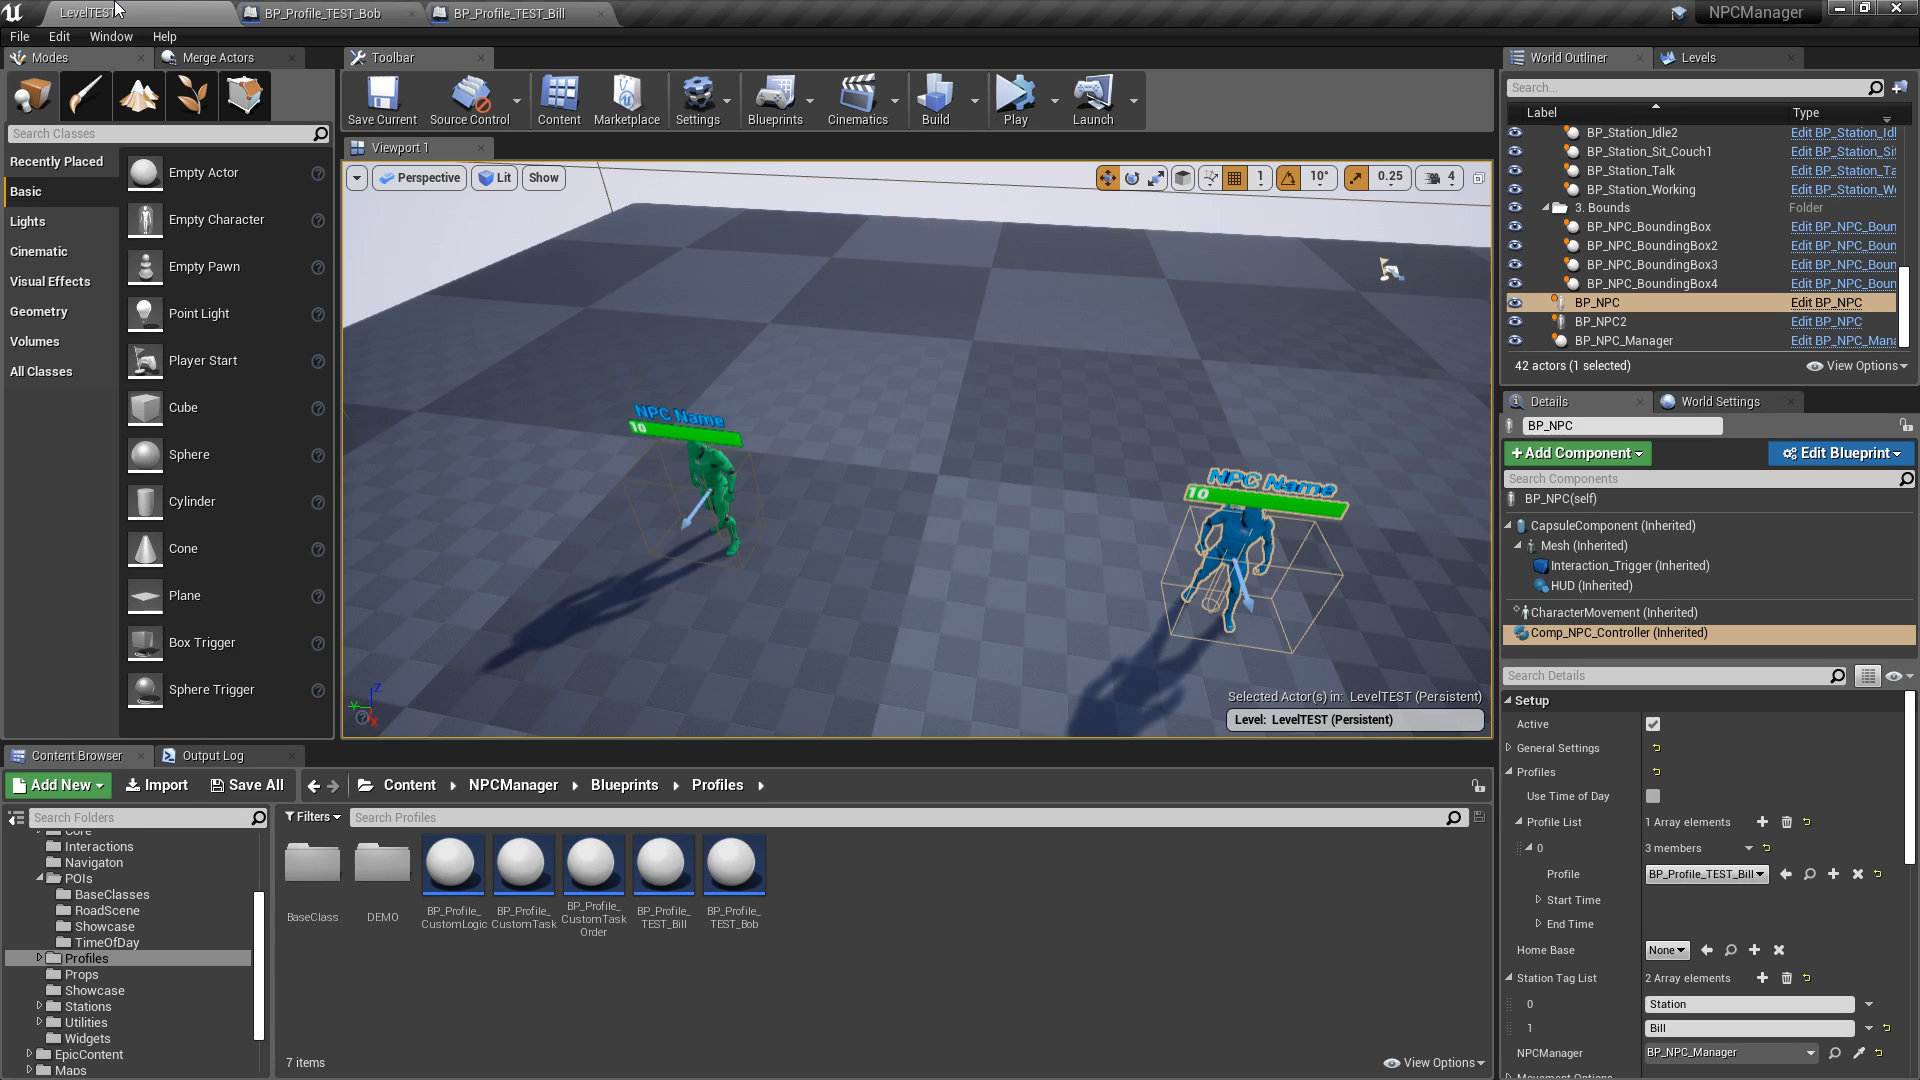 LevelTEST
BP_Profile_TEST_Bob
BP_Profile_TEST_Bill
NPCManager
File
Edit
Window
Help
Modes
Merge Actors
Toolbar
World Outliner
Levels
Search Classes
Save Current
Source Control
Content
Marketplace
Settings
Blueprints
Cinematics
Build
Play
Launch
Search...
Label
Type
Recently Placed
Basic
Lights
Cinematic
Visual Effects
Geometry
Volumes
All Classes
Empty Actor
Empty Character
Empty Pawn
Point Light
Player Start
Cube
Sphere
Cylinder
Cone
Plane
Box Trigger
Sphere Trigger
Viewport 1
Perspective
Lit
Show
1
10°
0.25
4
NPC Name
10
NPC Name
10
Z
Y
X
Selected Actor(s) in: LevelTEST (Persistent)
Level: LevelTEST (Persistent)
BP_Station_Idle2
Edit BP_Station_Idl
BP_Station_Sit_Couch1
Edit BP_Station_Sit
BP_Station_Talk
Edit BP_Station_Ta
BP_Station_Working
Edit BP_Station_Wo
3. Bounds
Folder
BP_NPC_BoundingBox
Edit BP_NPC_Boun
BP_NPC_BoundingBox2
Edit BP_NPC_Boun
BP_NPC_BoundingBox3
Edit BP_NPC_Boun
BP_NPC_BoundingBox4
Edit BP_NPC_Boun
BP_NPC
Edit BP_NPC
BP_NPC2
Edit BP_NPC
BP_NPC_Manager
Edit BP_NPC_Mana
42 actors (1 selected)
View Options
Details
World Settings
BP_NPC
+Add Component
Edit Blueprint
Search Components
BP_NPC(self)
CapsuleComponent (Inherited)
Mesh (Inherited)
Interaction_Trigger (Inherited)
HUD (Inherited)
CharacterMovement (Inherited)
Comp_NPC_Controller (Inherited)
Search Details
Setup
Active
General Settings
Profiles
Use Time of Day
Profile List
1 Array elements
0
3 members
Profile
BP_Profile_TEST_Bill
Start Time
End Time
Home Base
None
Station Tag List
2 Array elements
0
Station
1
Bill
NPCManager
BP_NPC_Manager
Movement Options
Content Browser
Output Log
Add New
Import
Save All
Content
NPCManager
Blueprints
Profiles
Search Folders
Filters
Search Profiles
Core
Interactions
Navigaton
POIs
BaseClasses
RoadScene
Showcase
TimeOfDay
Profiles
Props
Showcase
Stations
Utilities
Widgets
EpicContent
Maps
BaseClass
DEMO
BP_Profile_
CustomLogic
BP_Profile_
CustomTask
BP_Profile_
CustomTask
Order
BP_Profile_
TEST_Bill
BP_Profile_
TEST_Bob
7 items
View Options